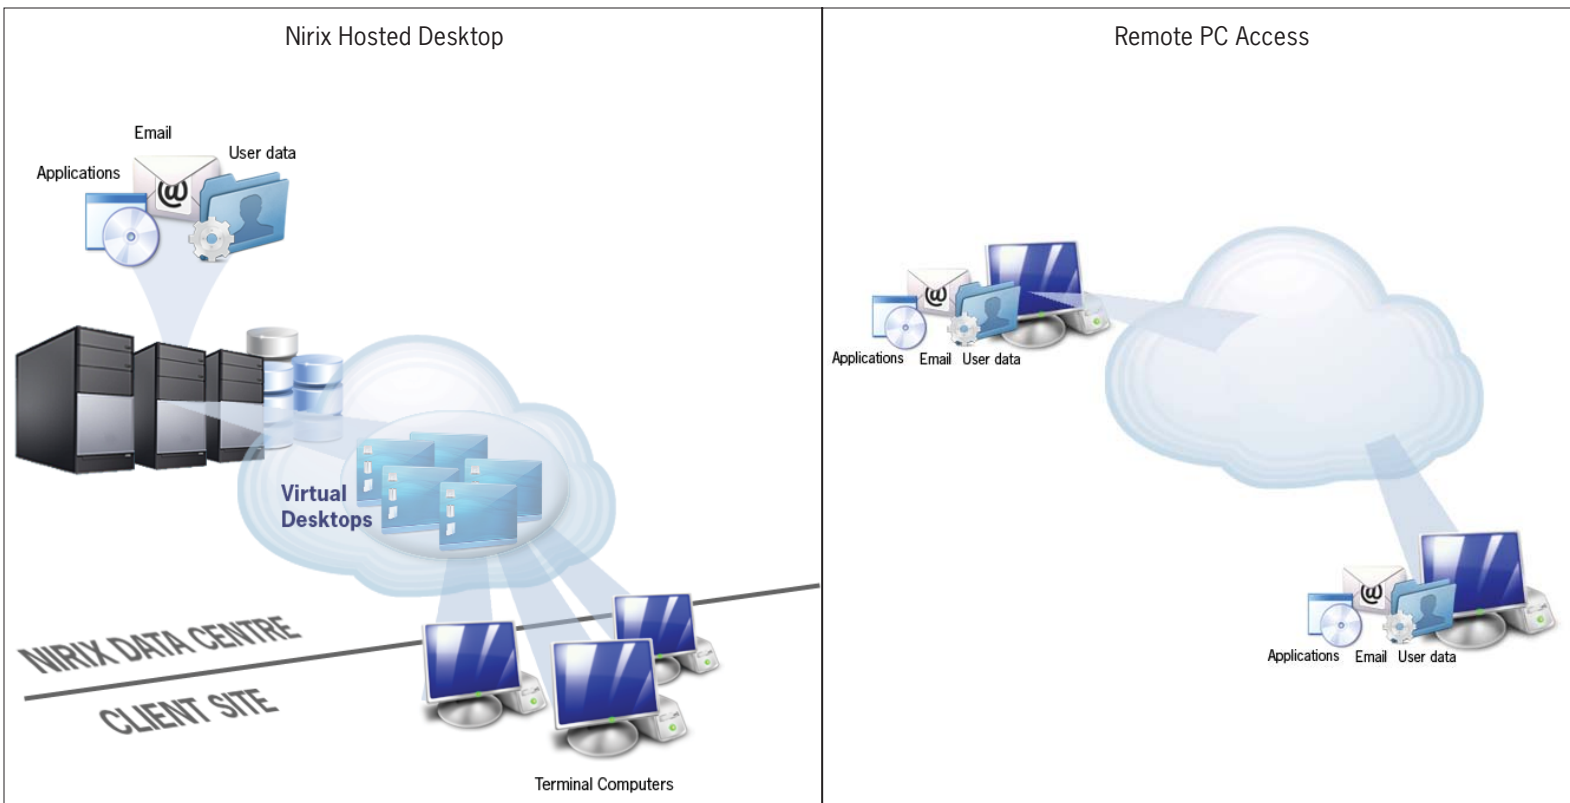 Nirix Hosted Desktop
Email
User data
Applications
@
Virtual
Desktops
NIRIX DATA CENTRE
CLIENT SITE
Terminal Computers
Remote PC Access
@
Applications Email User data
@
Applications Email User data